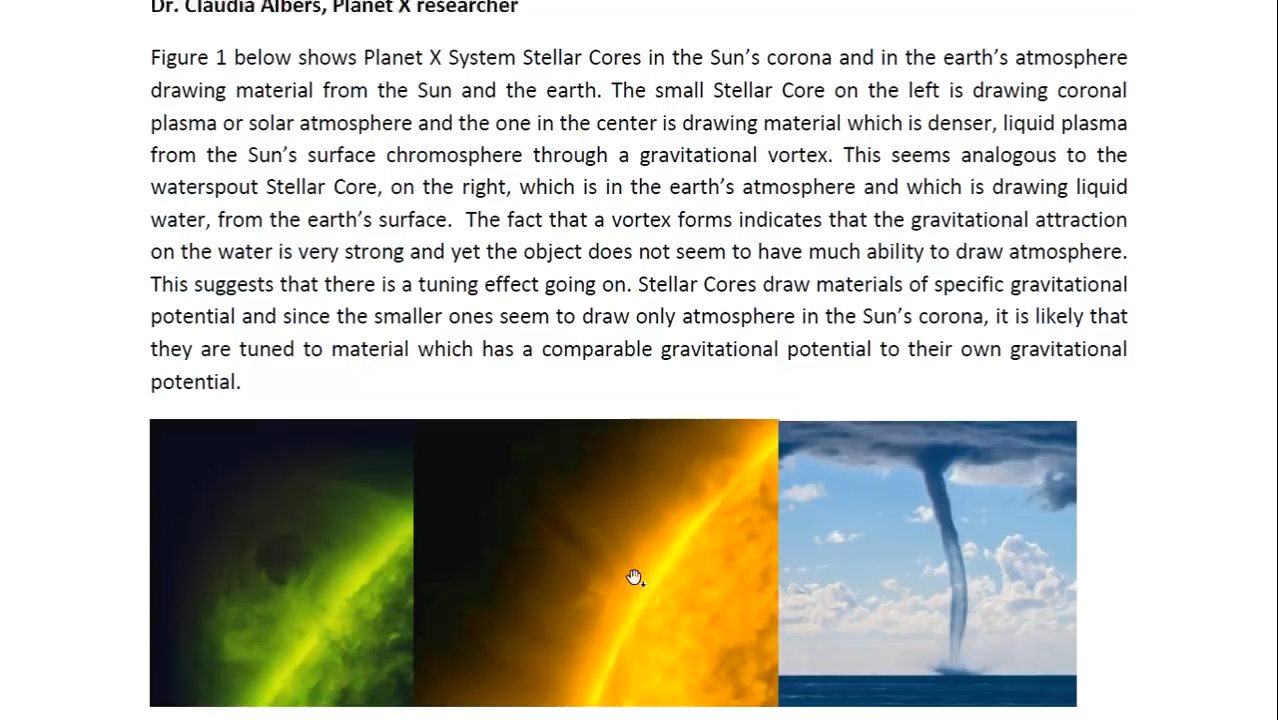 Dr. Claudia Albers, Planet X researcher
Figure 1 below shows Planet X System Stellar Cores in the Sun’s corona and in the earth’s atmosphere
drawing material from the Sun and the earth. The small Stellar Core on the left is drawing coronal
plasma or solar atmosphere and the one in the center is drawing material which is denser, liquid plasma
from the Sun’s surface chromosphere through a gravitational vortex. This seems analogous to the
waterspout Stellar Core, on the right, which is in the earth’s atmosphere and which is drawing liquid
water, from the earth’s surface. The fact that a vortex forms indicates that the gravitational attraction
on the water is very strong and yet the object does not seem to have much ability to draw atmosphere.
This suggests that there is a tuning effect going on. Stellar Cores draw materials of specific gravitational
potential and since the smaller ones seem to draw only atmosphere in the Sun’s corona, it is likely that
they are tuned to material which has a comparable gravitational potential to their own gravitational
potential.